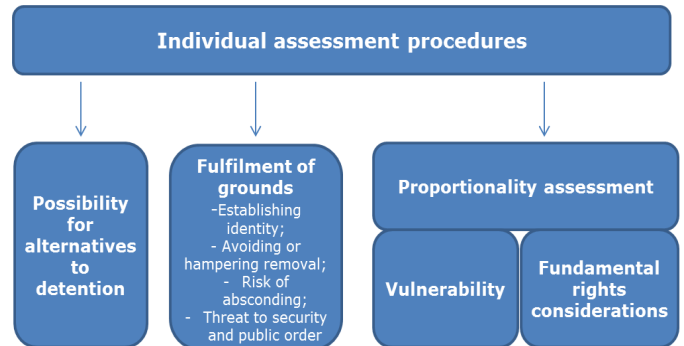 Individual assessment procedures
Possibility
for
alternatives
to
detention
Fulfilment of
grounds
-Establishing
identity;
- Avoiding or
hampering removal;
- Risk of
absconding;
- Threat to security
and public order
Proportionality assessment
Vulnerability
Fundamental
rights
considerations